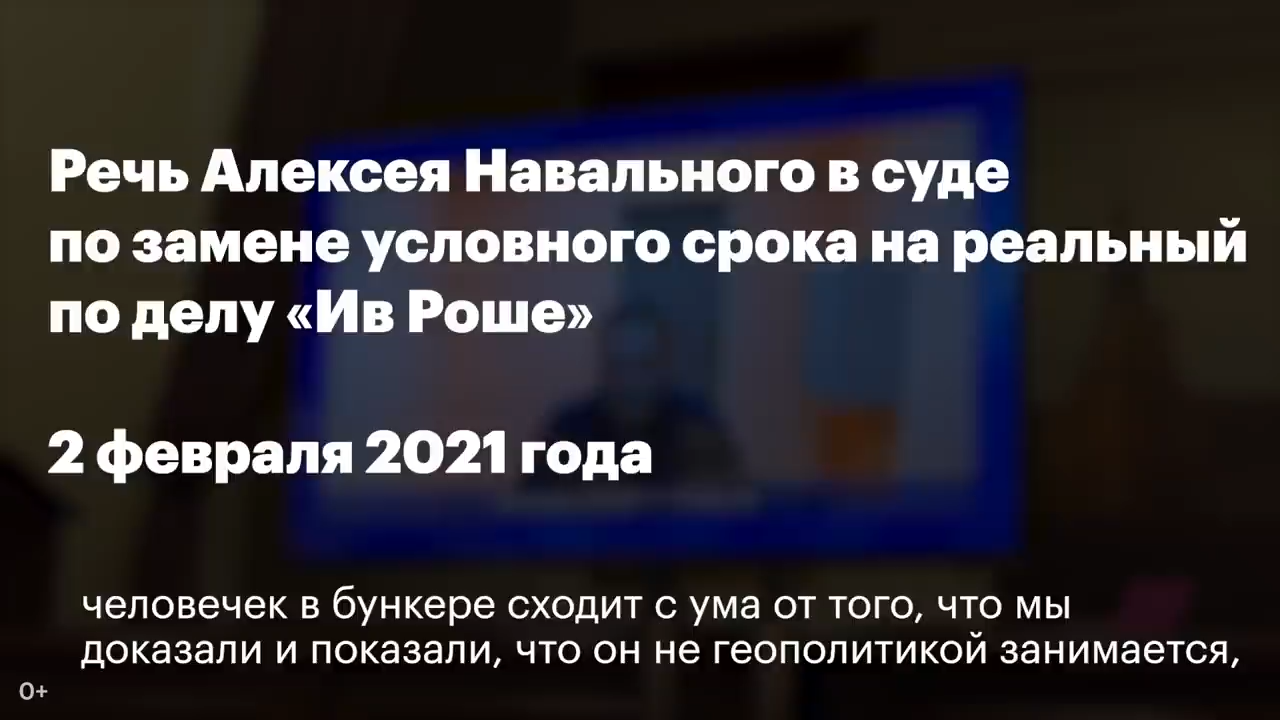 Речь Алексея Навального в суде
по замене условного срока на реальный
по делу «Ив Роше»
2 февраля 2021 года
человечек в бункере сходит с ума от того, что мы
доказали и показали, что он не геополитикой занимается,
0+